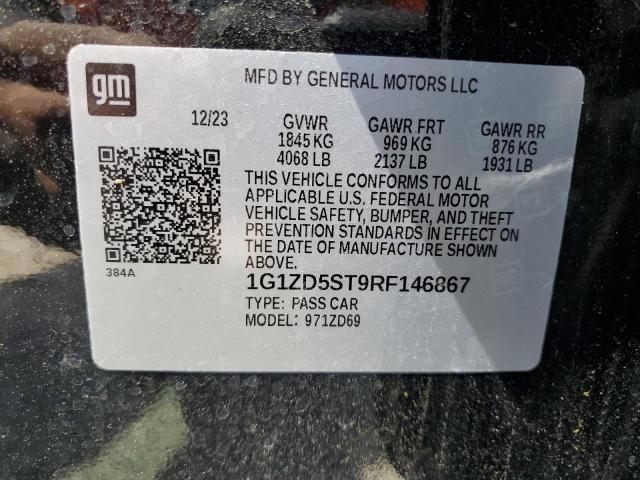 gm
MFD BY GENERAL MOTORS LLC
12/23 GVWR GAWR FRT GAWR RR
1845 KG 969 KG 876 KG
4068 LB 2137 LB 1931 LB
THIS VEHICLE CONFORMS TO ALL
APPLICABLE U.S. FEDERAL MOTOR
VEHICLE SAFETY, BUMPER, AND THEFT
PREVENTION STANDARDS IN EFFECT ON
THE DATE OF MANUFACTURE SHOWN
ABOVE.
384A
1G1ZD5ST9RF146867
TYPE: PASS CAR
MODEL: 971ZD69